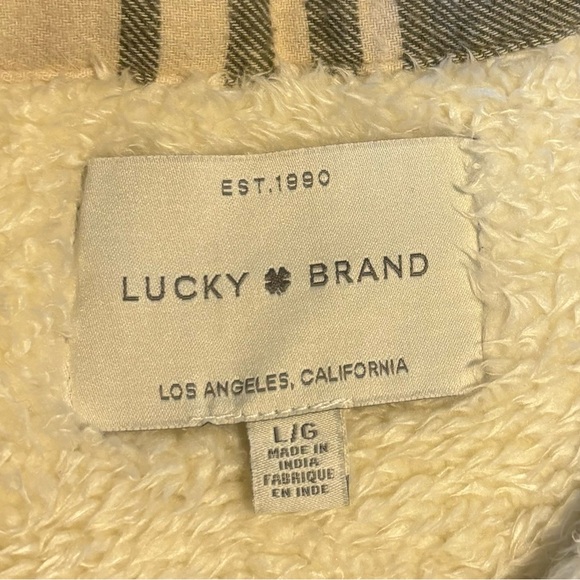 EST.1990
LUCKY BRAND
LOS ANGELES, CALIFORNIA
L/G
MADE IN
INDIA
FABRIQUE
EN INDE